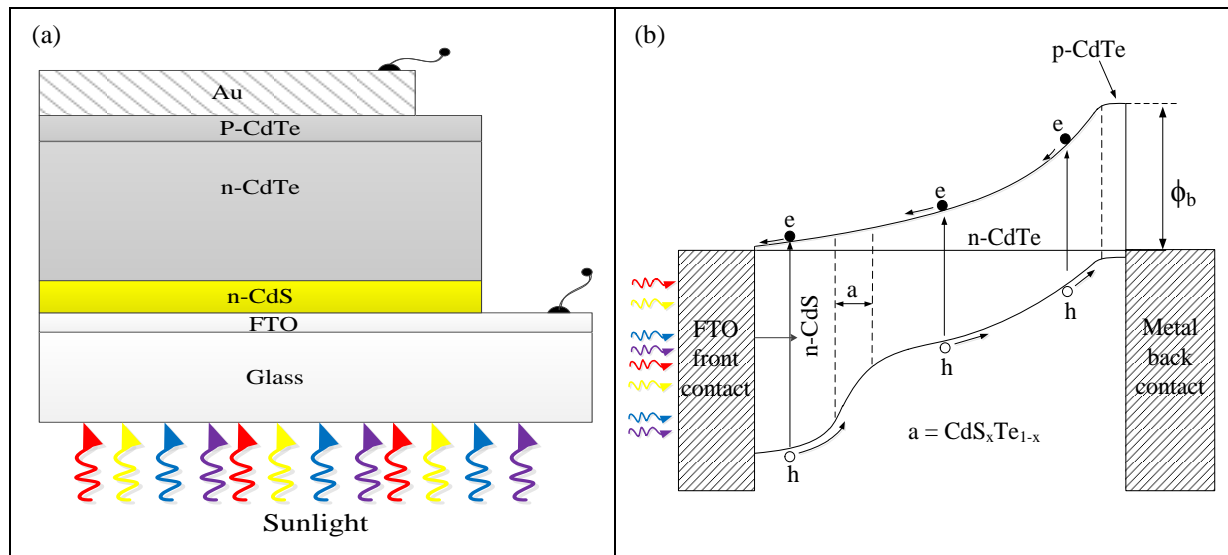 (a)
Au
P-CdTe
n-CdTe
n-CdS
FTO
Glass
Sunlight
(b)
p-CdTe
e
e
e
ϕb
n-CdTe
a
n-CdS
h
h
h
FTO
front
contact
Metal
back
contact
a = CdSxTe1-x